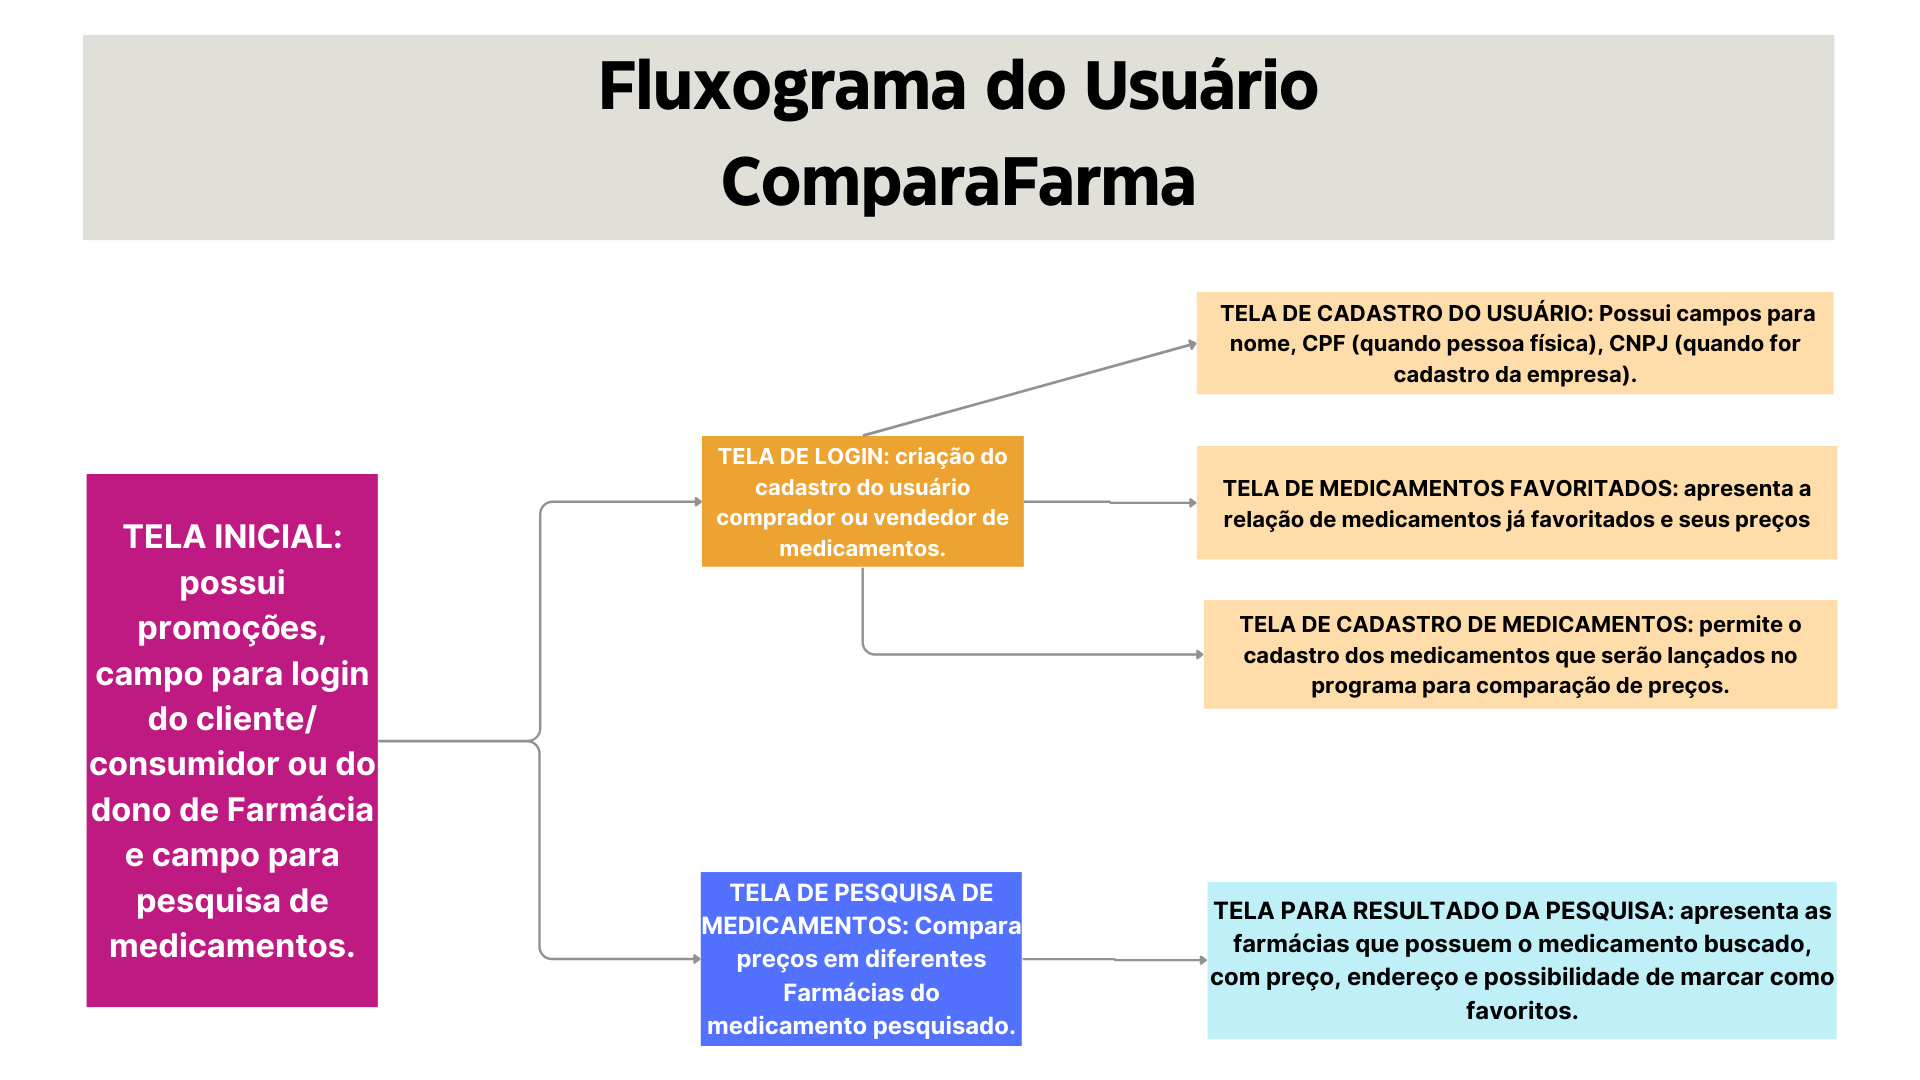 Fluxograma do Usuário
ComparaFarma
TELA INICIAL:
possui
promoções,
campo para login
do cliente/
consumidor ou do
dono de Farmácia
e campo para
pesquisa de
medicamentos.
TELA DE LOGIN: criação do
cadastro do usuário
comprador ou vendedor de
medicamentos.
TELA DE CADASTRO DO USUÁRIO: Possui campos para
nome, CPF (quando pessoa física), CNPJ (quando for
cadastro da empresa).
TELA DE MEDICAMENTOS FAVORITADOS: apresenta a
relação de medicamentos já favoritados e seus preços
TELA DE CADASTRO DE MEDICAMENTOS: permite o
cadastro dos medicamentos que serão lançados no
programa para comparação de preços.
TELA DE PESQUISA DE
MEDICAMENTOS: Compara
preços em diferentes
Farmácias do
medicamento pesquisado.
TELA PARA RESULTADO DA PESQUISA: apresenta as
farmácias que possuem o medicamento buscado,
com preço, endereço e possibilidade de marcar como
favoritos.